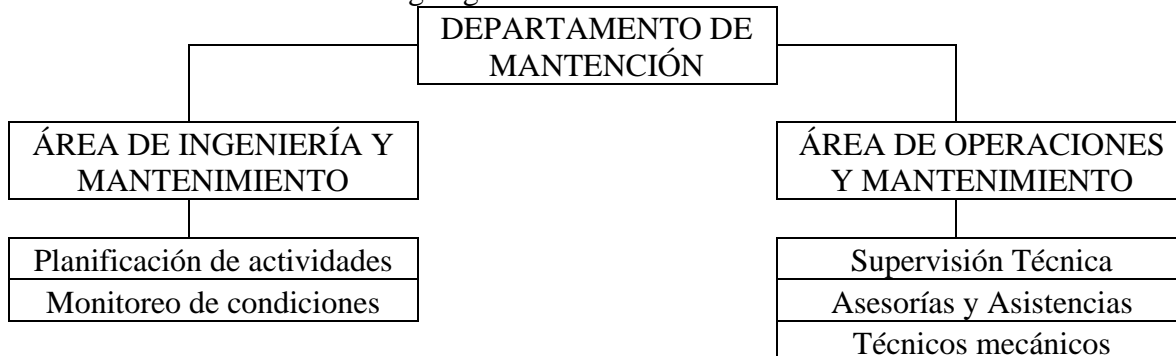 DEPARTAMENTO DE
MANTENCIÓN
ÁREA DE INGENIERÍA Y
MANTENIMIENTO
ÁREA DE OPERACIONES
Y MANTENIMIENTO
Planificación de actividades
Monitoreo de condiciones
Supervisión Técnica
Asesorías y Asistencias
Técnicos mecánicos